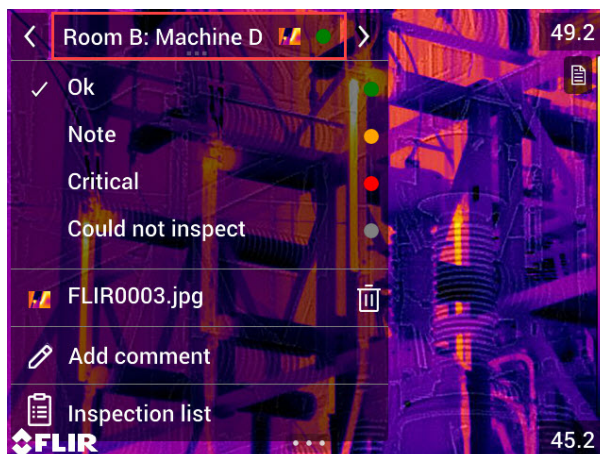 Room B: Machine D
49.2
Ok
Note
Critical
Could not inspect
FLIR0003.jpg
Add comment
Inspection list
FLIR
45.2